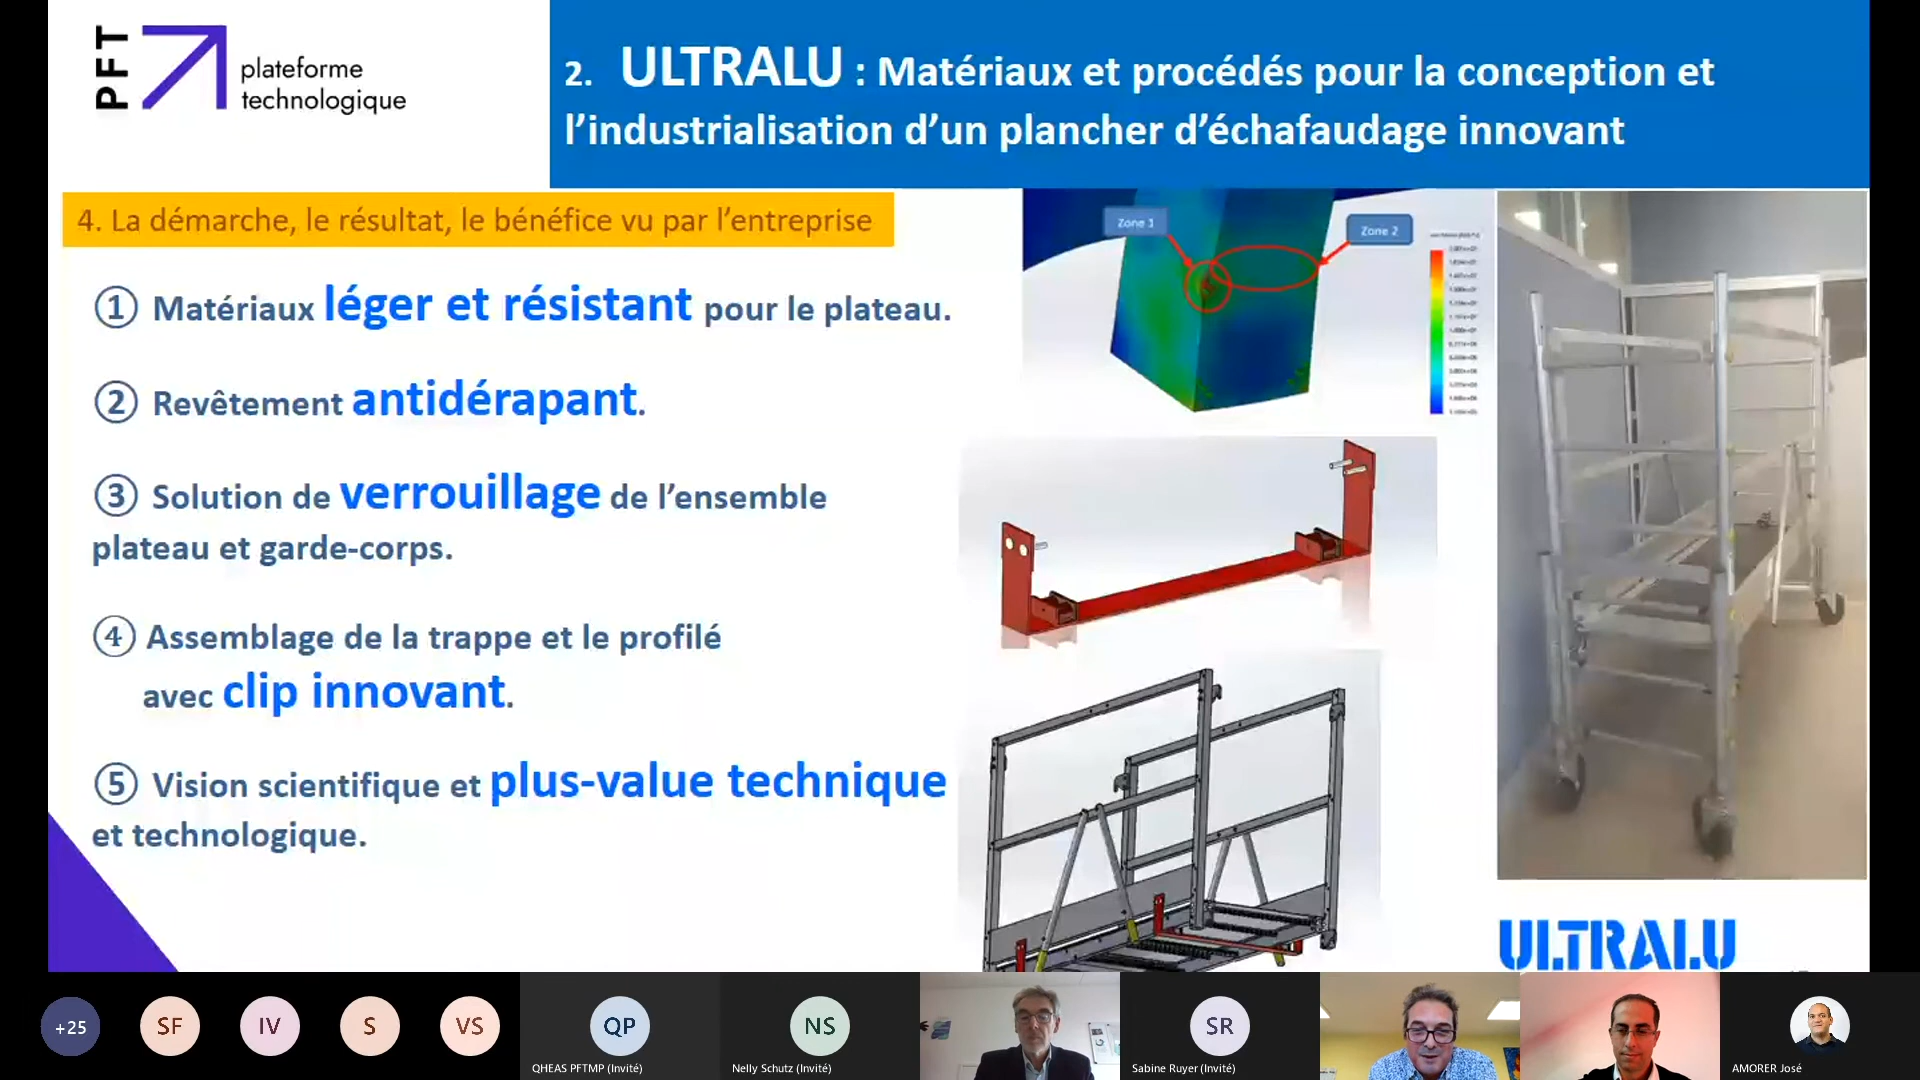 PFT
plateforme
technologique
2. ULTRALU : Matériaux et procédés pour la conception et
l’industrialisation d’un plancher d’échafaudage innovant
4. La démarche, le résultat, le bénéfice vu par l’entreprise
① Matériaux léger et résistant pour le plateau.
② Revêtement antidérapant.
③ Solution de verrouillage de l’ensemble
plateau et garde-corps.
④ Assemblage de la trappe et le profilé
avec clip innovant.
⑤ Vision scientifique et plus-value technique
et technologique.
Zone 1
Zone 2
ULTRALU
+25
SF
IV
S
VS
QP
QHEAS PFTMP (Invité)
NS
Nelly Schutz (Invité)
SR
Sabine Ruyer (Invité)
AMORER José